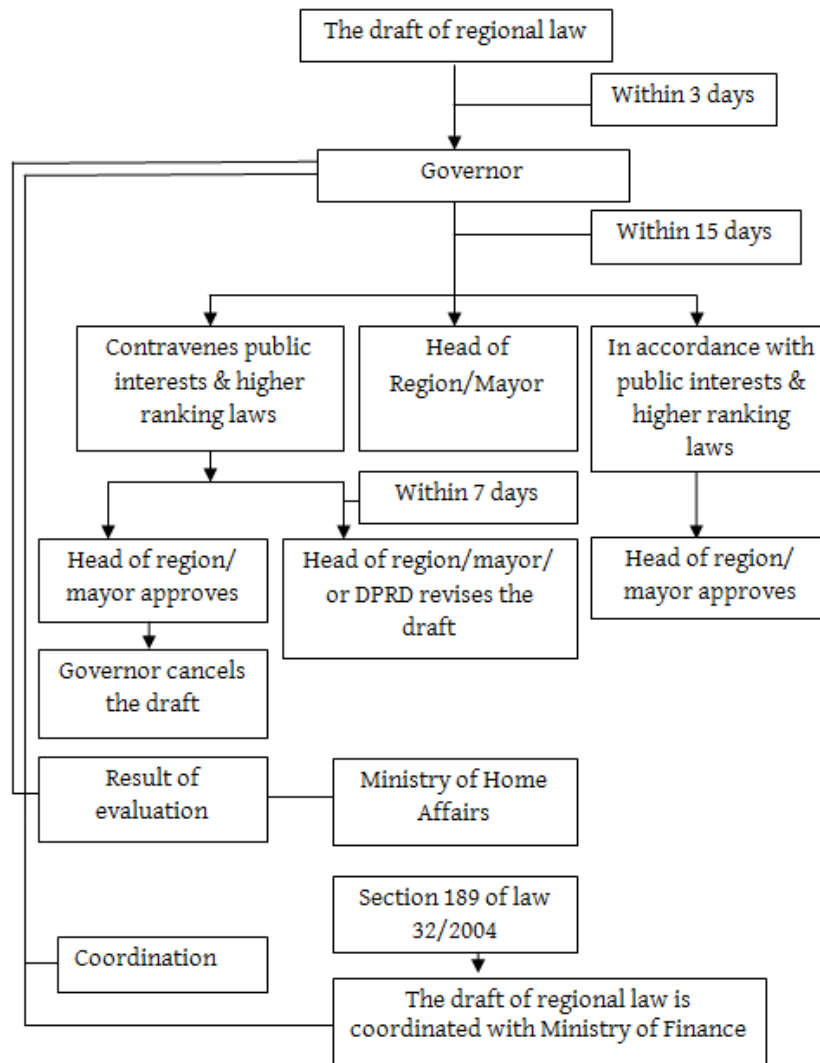 The draft of regional law
Within 3 days
Governor
Within 15 days
Contravenes public
interests & higher
ranking laws
Head of
Region/Mayor
In accordance with
public interests &
higher ranking
laws
Within 7 days
Head of region/
mayor approves
Head of region/mayor/
or DPRD revises the
draft
Head of region/
mayor approves
Governor cancels
the draft
Result of
evaluation
Ministry of Home
Affairs
Section 189 of law
32/2004
Coordination
The draft of regional law is
coordinated with Ministry of Finance